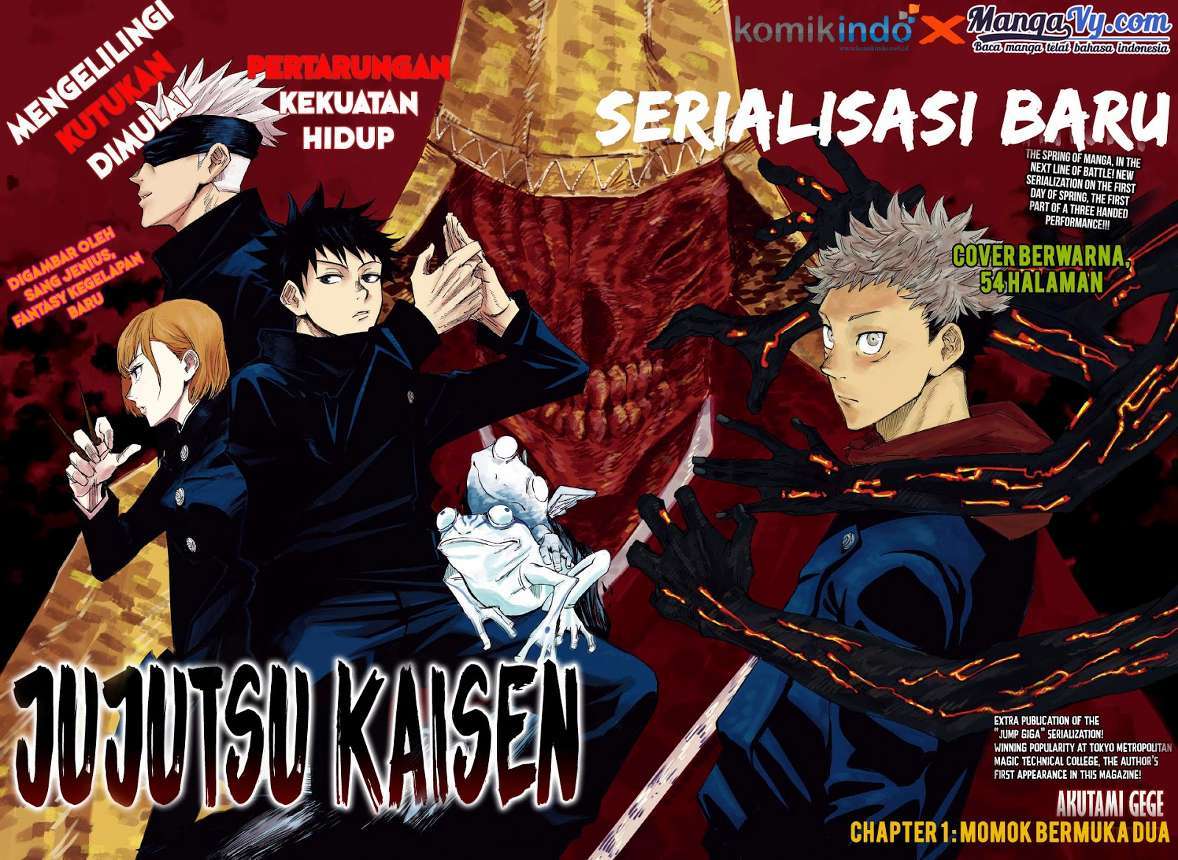 MENGELILINGI
KUTUKAN
DIMULAI
PERTARUNGAN
KEKUATAN
HIDUP
komikindo X MangaVy.com
Baca manga telat bahasa indonesia
SERIALISASI BARU
THE SPRING OF MANGA, IN THE
NEXT LINE OF BATTLE! NEW
SERIALIZATION ON THE FIRST
DAY OF SPRING, THE FIRST
PART OF A THREE HANDED
PERFORMANCE!!!
COVER BERWARNA,
54 HALAMAN
DIGAMBAR OLEH
SANG JENIUS,
FANTASY KEGELAPAN
BARU
JUJUTSU KAISEN
EXTRA PUBLICATION OF THE
"JUMP GIGA" SERIALIZATION!
WINNING POPULARITY AT TOKYO METROPOLITAN
MAGIC TECHNICAL COLLEGE, THE AUTHOR'S
FIRST APPEARANCE IN THIS MAGAZINE!
AKUTAMI GEGE
CHAPTER 1 : MOMOK BERMUKA DUA